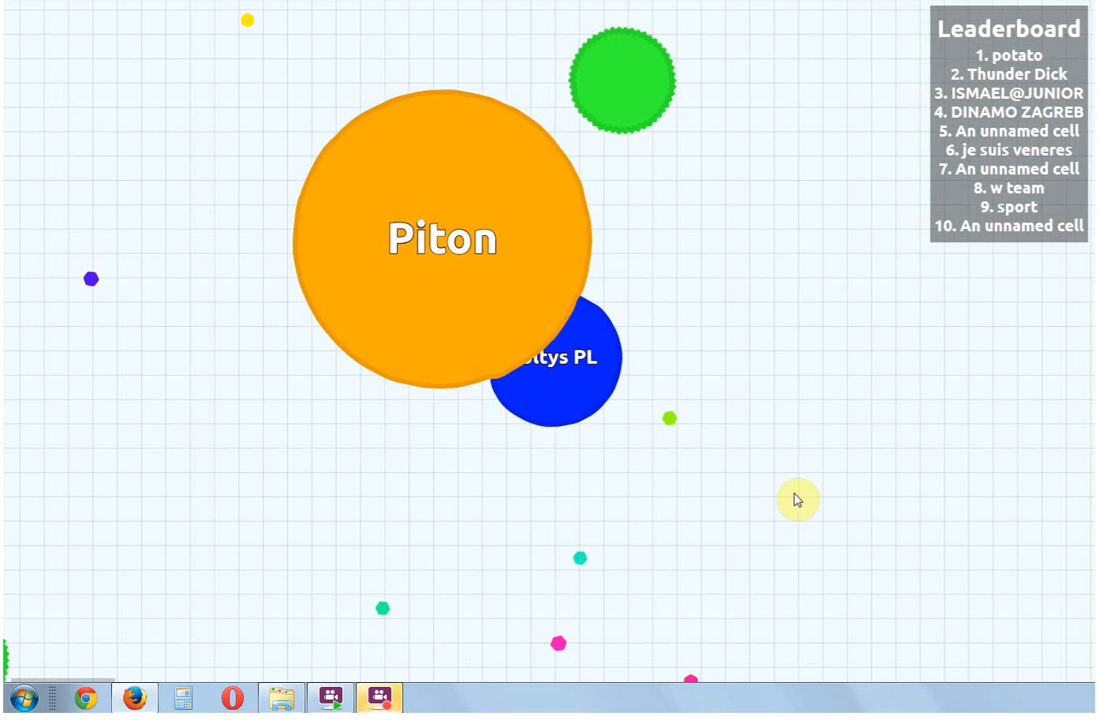 Leaderboard
1. potato
2. Thunder Dick
3. ISMAEL@JUNIOR
4. DINAMO ZAGREB
5. An unnamed cell
6. je suis veneres
7. An unnamed cell
8. w team
9. sport
10. An unnamed cell
Piton
PL